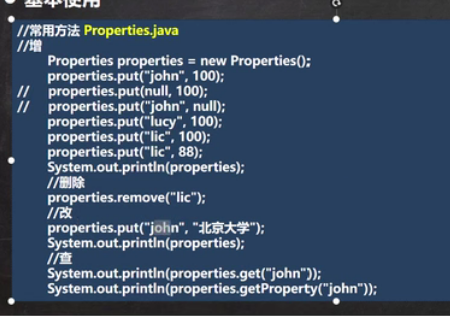 基本使用
//常用方法 Properties.java
//增
Properties properties = new Properties();
properties.put("john", 100);
// properties.put(null, 100);
// properties.put("john", null);
properties.put("lucy", 100);
properties.put("lic", 100);
properties.put("lic", 88);
System.out.println(properties);
//删除
properties.remove("lic");
//改
properties.put("john", "北京大学");
System.out.println(properties);
//查
System.out.println(properties.get("john"));
System.out.println(properties.getProperty("john"));